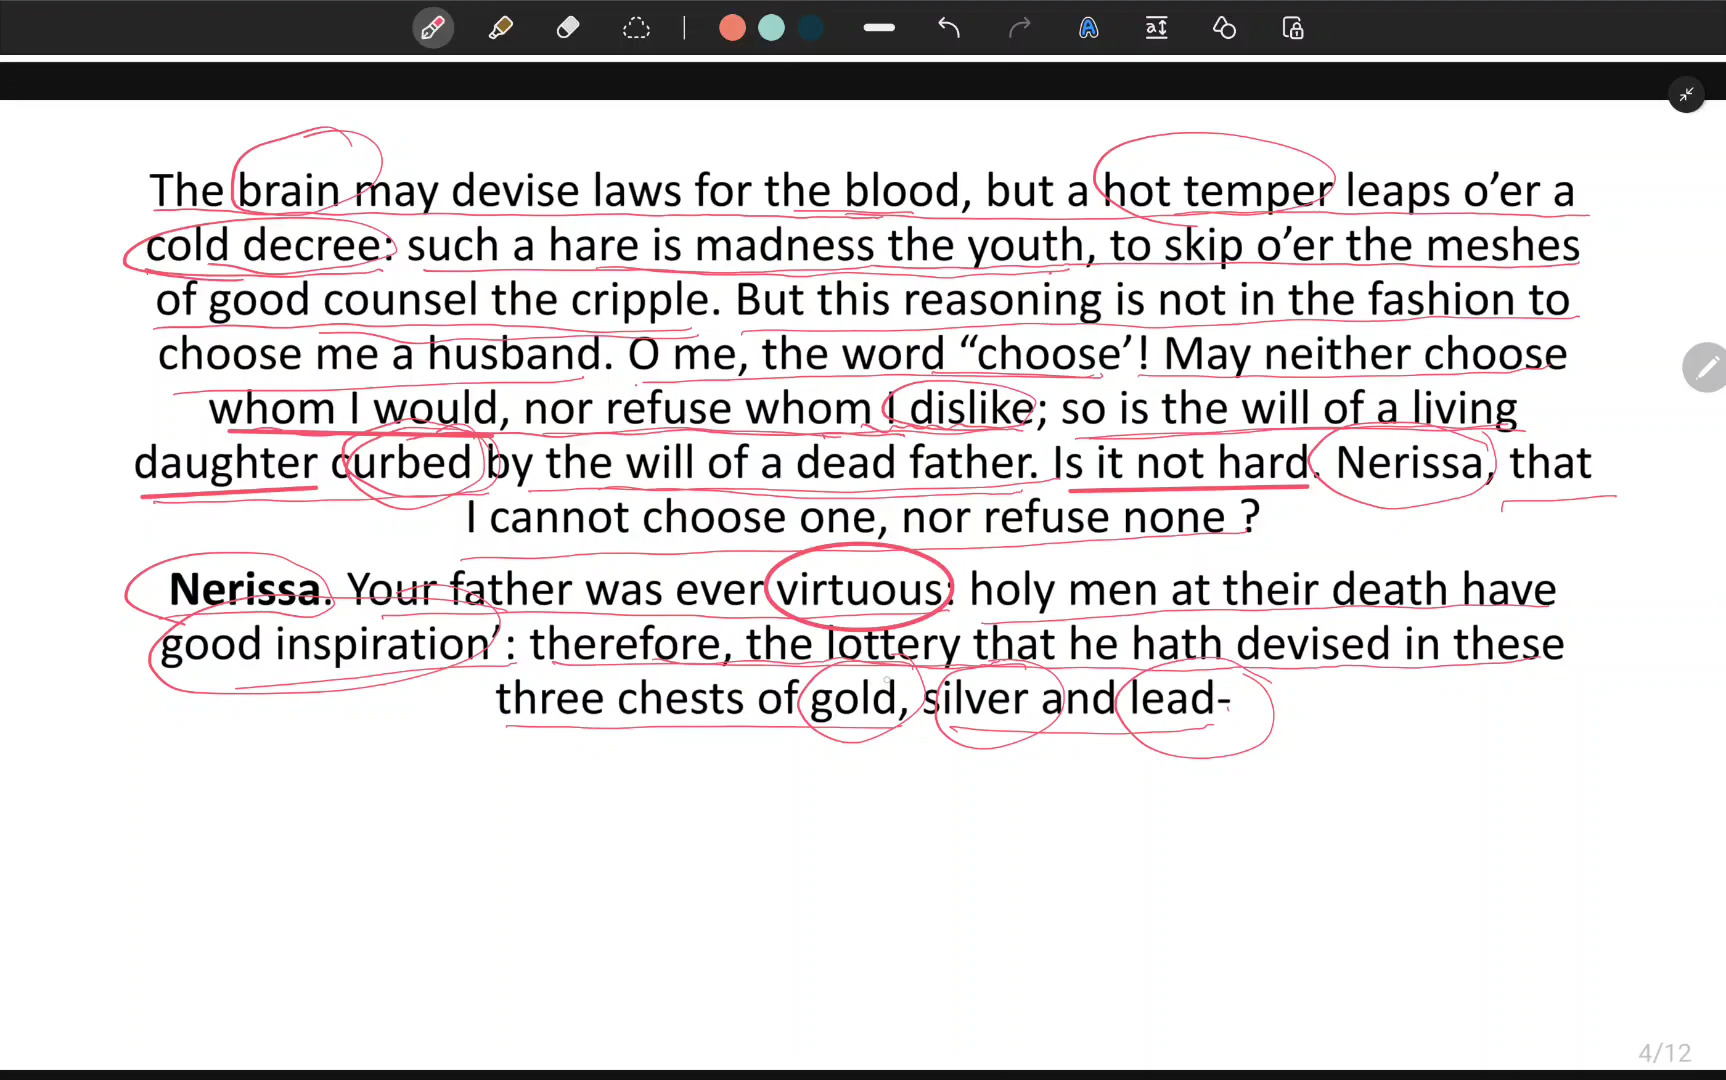 The brain may devise laws for the blood, but a hot temper leaps o’er a
cold decree: such a hare is madness the youth, to skip o’er the meshes
of good counsel the cripple. But this reasoning is not in the fashion to
choose me a husband. O me, the word “choose’! May neither choose
whom I would, nor refuse whom I dislike; so is the will of a living
daughter curbed by the will of a dead father. Is it not hard, Nerissa, that
I cannot choose one, nor refuse none ?
Nerissa. Your father was ever virtuous: holy men at their death have
good inspiration’: therefore, the lottery that he hath devised in these
three chests of gold, silver and lead-
4/12